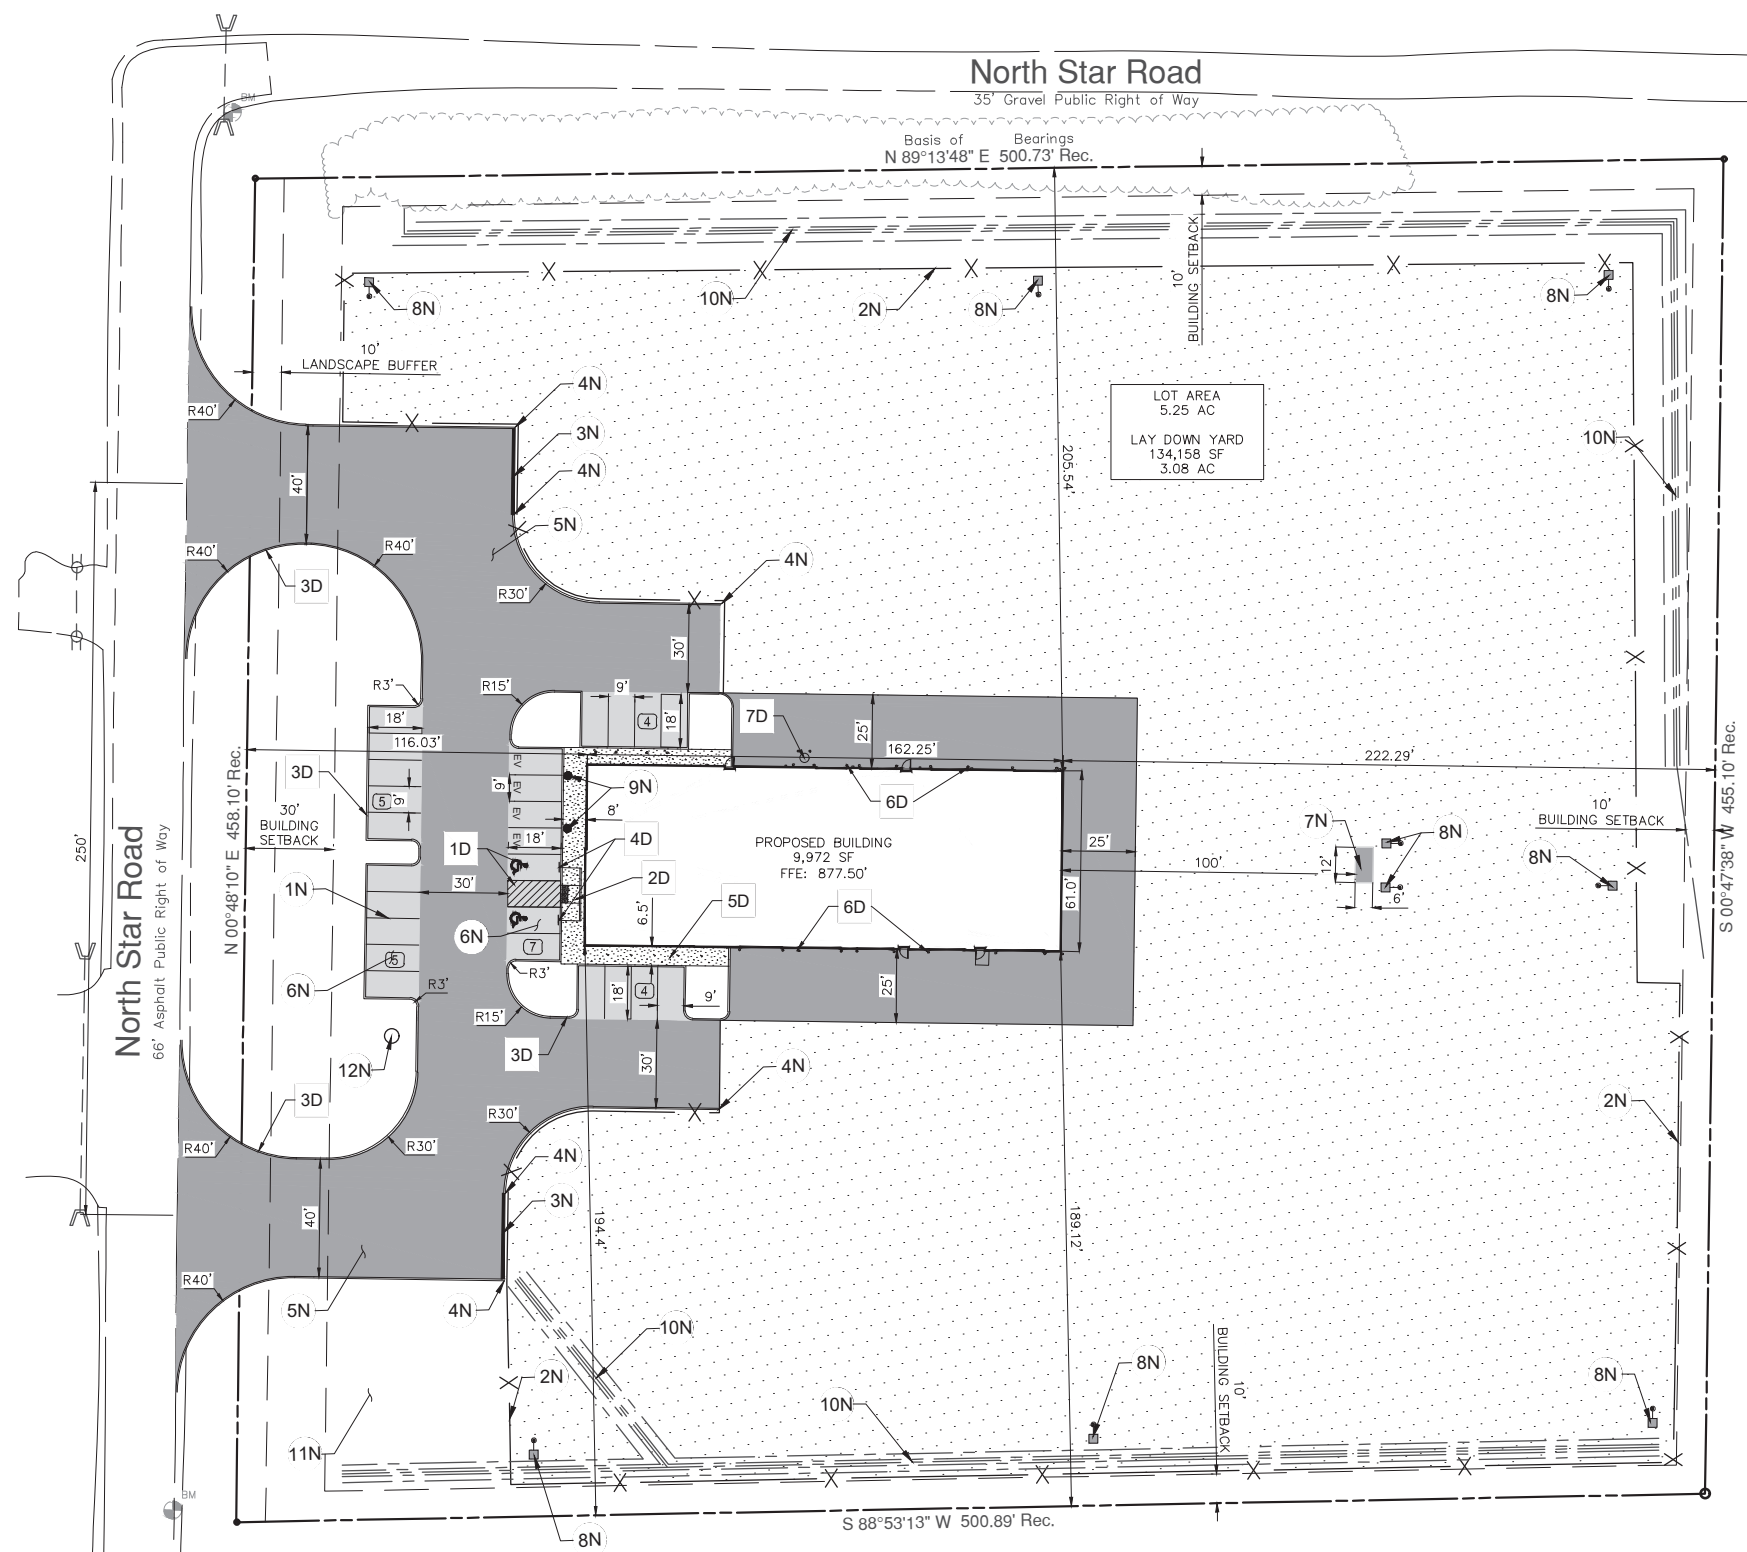 BM
North Star Road
35' Gravel Public Right of Way
Basis of Bearings
N 89°13'48" E 500.73' Rec.
10'
BUILDING SETBACK
10N
2N
8N
8N
8N
10'
LANDSCAPE BUFFER
4N
3N
4N
R40'
40'
LOT AREA
5.25 AC
LAY DOWN YARD
134,158 SF
3.08 AC
10N
205.54'
5N
R40'
R40'
3D
R30'
4N
30'
R3'
R15'
9'
4
18'
18'
116.03'
7D
25'
162.25'
222.29'
3D
5
9'
EV
EV
EV
EV
9'
9N
8'
6D
30'
BUILDING
SETBACK
N 00°48'10" E 458.10' Rec.
North Star Road
66' Asphalt Public Right of Way
250'
1D
18'
4D
PROPOSED BUILDING
9,972 SF
FFE: 877.50'
25'
100'
12'
7N
8N
6'
8N
10'
BUILDING SETBACK
S 00°47'38" W 455.10' Rec.
1N
30'
2D
5D
6D
61.0'
6.5'
6N
7
5
6N
R3'
R3'
R15'
18'
4
9'
25'
3D
30'
12N
4N
3D
R40'
R30'
R30'
4N
2N
40'
3N
194.4'
189.12'
R40'
5N
4N
10N
2N
10N
8N
8N
BUILDING SETBACK
10'
11N
BM
8N
S 88°53'13" W 500.89' Rec.